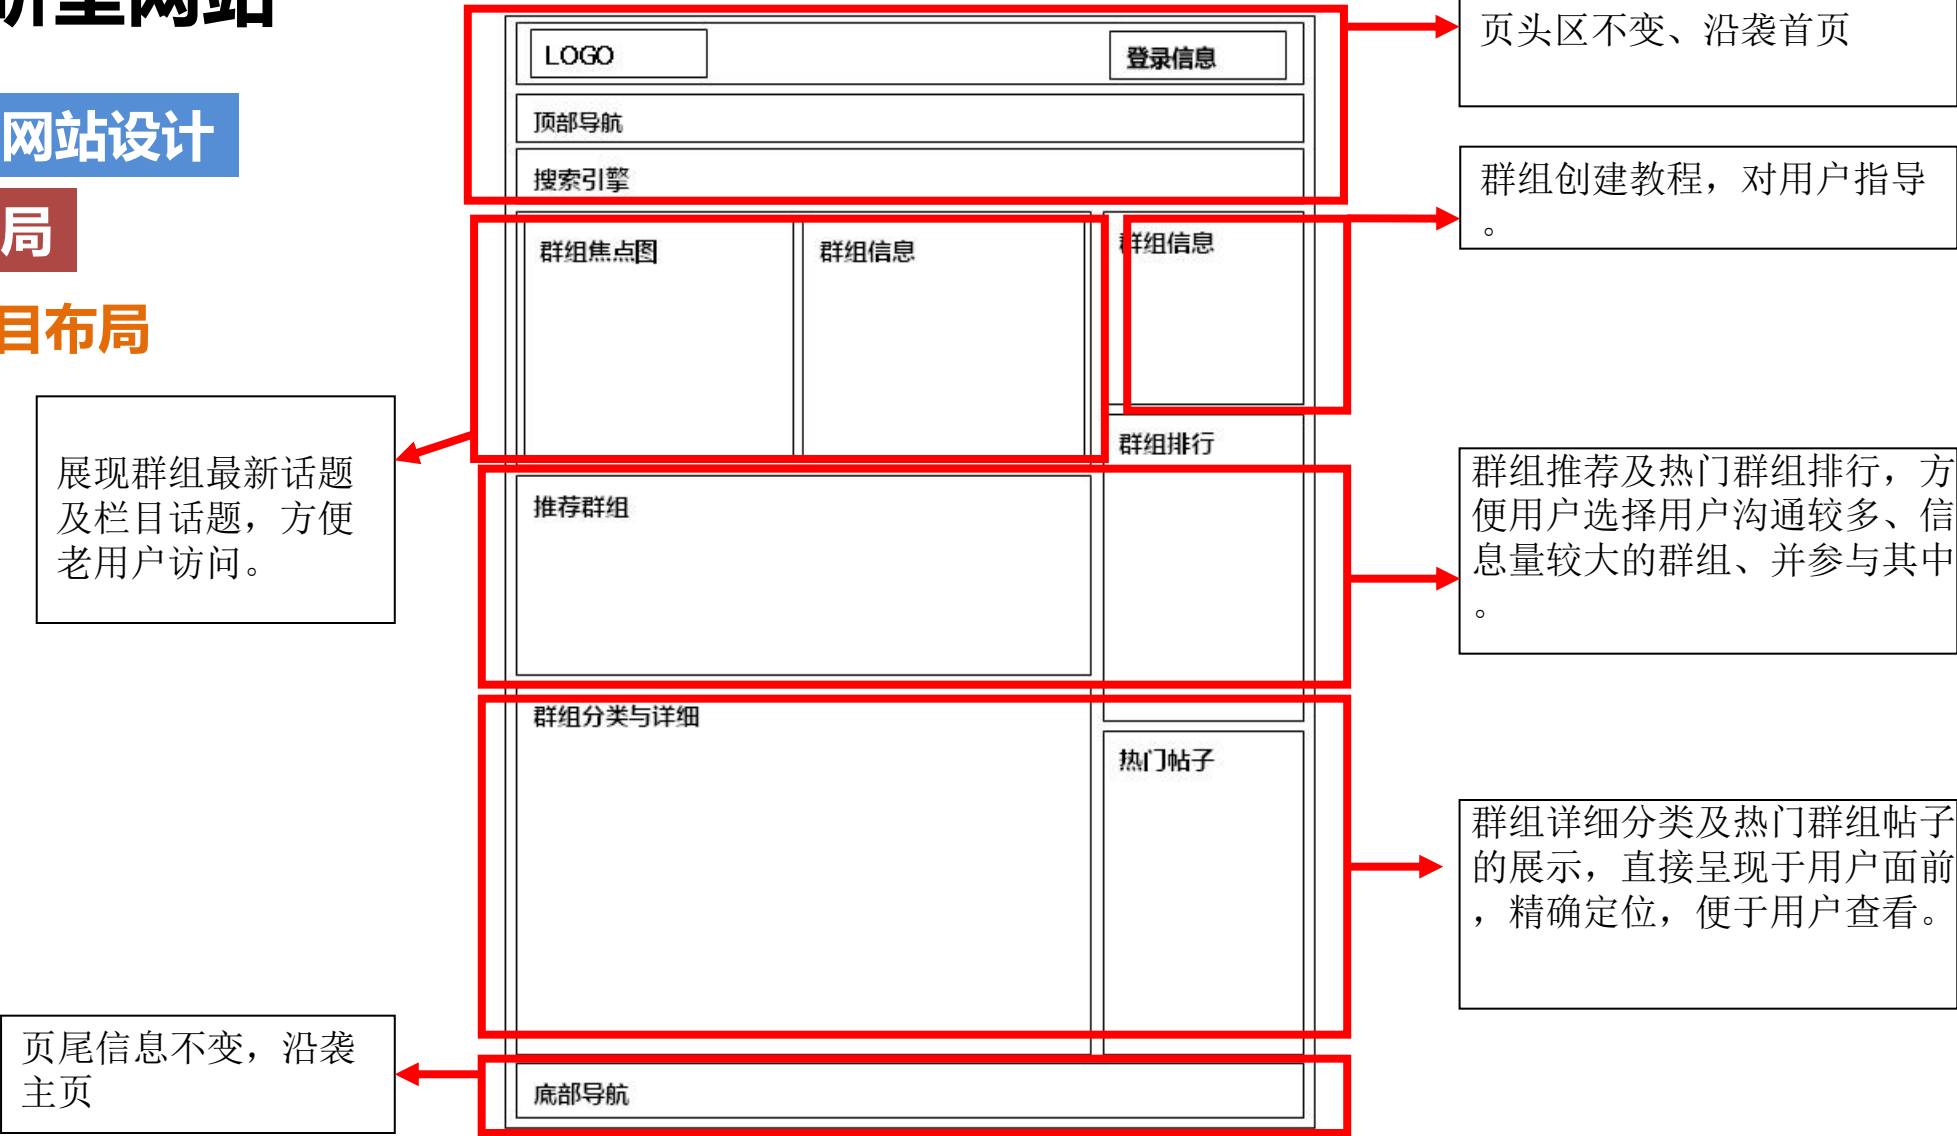 网站
网站设计
局
目布局
LOGO
登录信息
顶部导航
搜索引擎
群组焦点图
群组信息
群组信息
群组排行
推荐群组
群组分类与详细
热门帖子
底部导航
页头区不变、沿袭首页
群组创建教程，对用户指导
。
展现群组最新话题
及栏目话题，方便
老用户访问。
群组推荐及热门群组排行，方
便用户选择用户沟通较多、信
息量较大的群组、并参与其中
。
群组详细分类及热门群组帖子
的展示，直接呈现于用户面前
，精确定位，便于用户查看。
页尾信息不变，沿袭
主页